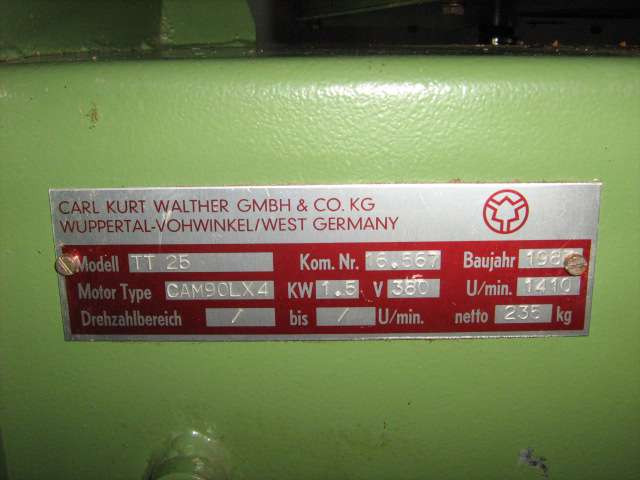 CARL KURT WALTHER GMBH & CO. KG
WUPPERTAL-VOHWINKEL/WEST GERMANY
Modell TT 25 Kom. Nr. 16.567 Baujahr
Motor Type CAM90LX4 KW 1.5 V 380 U/min. 1410
Drehzahlbereich / bis / U/min. netto 235 kg